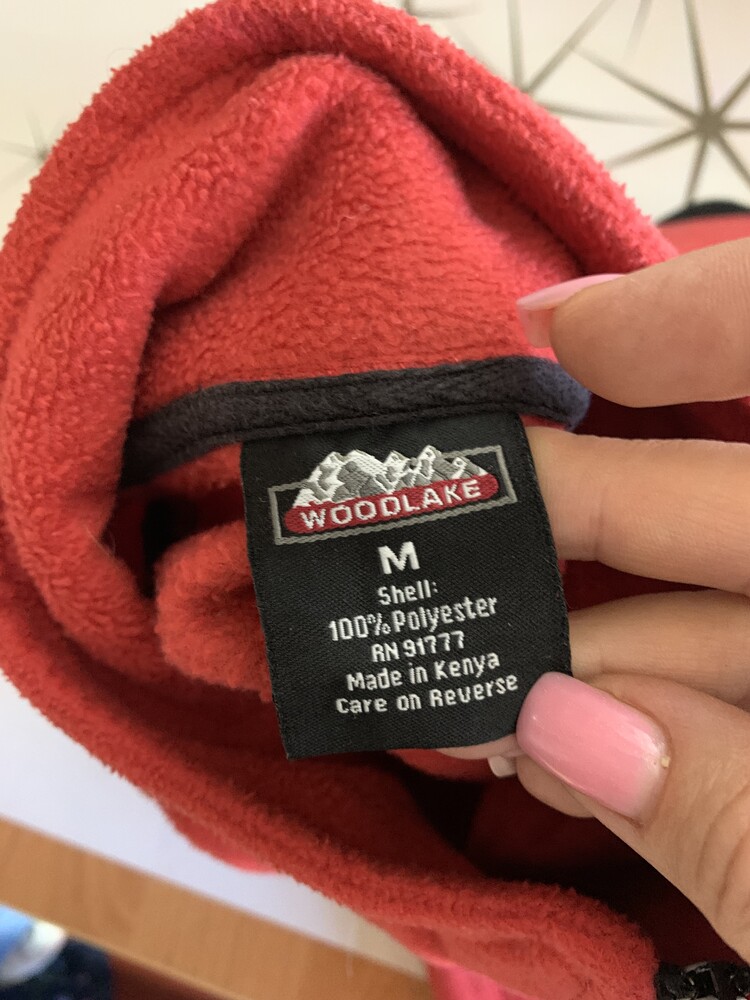 WOODLAKE
M
Shell:
100% Polyester
RN 91777
Made in Kenya
Care on Reverse